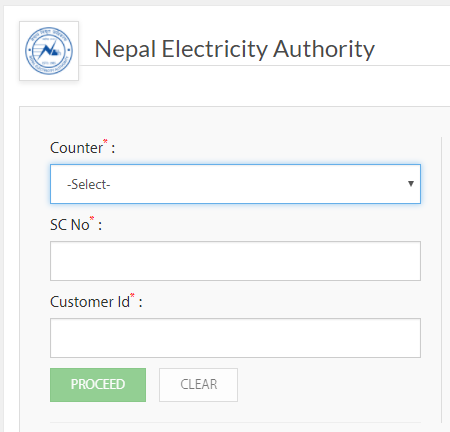 Nepal Electricity Authority
Counter* :
-Select-
SC No* :
Customer Id* :
PROCEED
CLEAR